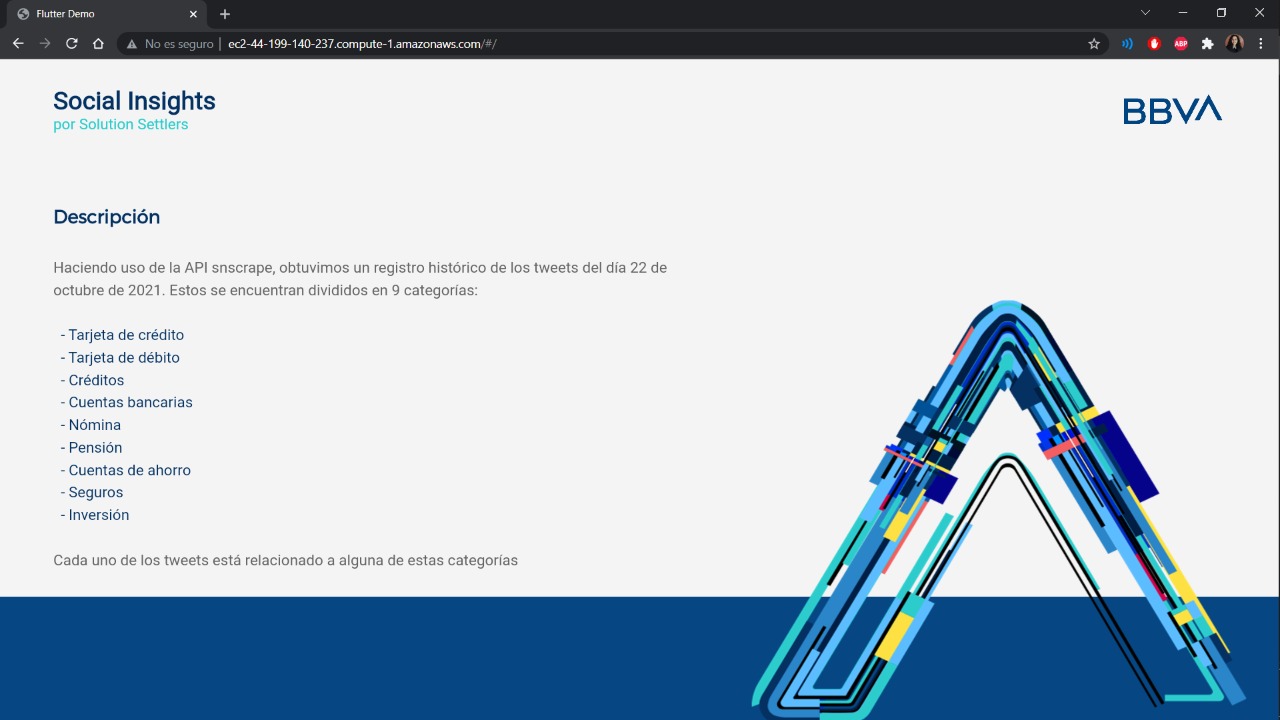 Flutter Demo
No es seguro | ec2-44-199-140-237.compute-1.amazonaws.com/#/
ABP
Social Insights
por Solution Settlers
BBVA
Descripción
Haciendo uso de la API snscrape, obtuvimos un registro histórico de los tweets del día 22 de
octubre de 2021. Estos se encuentran divididos en 9 categorías:
- Tarjeta de crédito
- Tarjeta de débito
- Créditos
- Cuentas bancarias
- Nómina
- Pensión
- Cuentas de ahorro
- Seguros
- Inversión
Cada uno de los tweets está relacionado a alguna de estas categorías